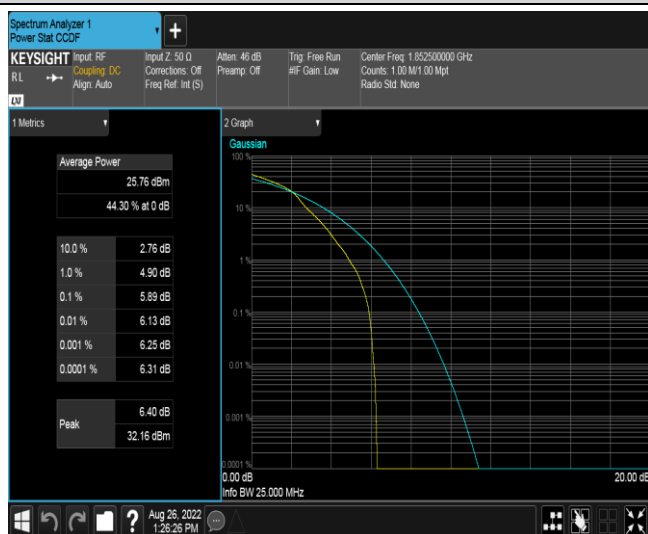 Spectrum Analyzer 1
Power Stat CCDF
KEYSIGHT
RL
LXI
Input: RF
Coupling: DC
Align: Auto
Input Z: 50 Ω
Corrections: Off
Freq Ref: Int (S)
Atten: 46 dB
Preamp: Off
Trig: Free Run
#IF Gain: Low
Center Freq: 1.852500000 GHz
Counts: 1.00 M/1.00 Mpt
Radio Std: None
1 Metrics
Average Power
25.76 dBm
44.30 % at 0 dB
10.0 % 2.76 dB
1.0 % 4.90 dB
0.1 % 5.89 dB
0.01 % 6.13 dB
0.001 % 6.25 dB
0.0001 % 6.31 dB
Peak
6.40 dB
32.16 dBm
2 Graph
Gaussian
100 %
10 %
1 %
0.1 %
0.01 %
0.001 %
0.0001 %
0.00 dB
20.00 dB
Info BW 25.000 MHz
Aug 26, 2022
1:26:26 PM